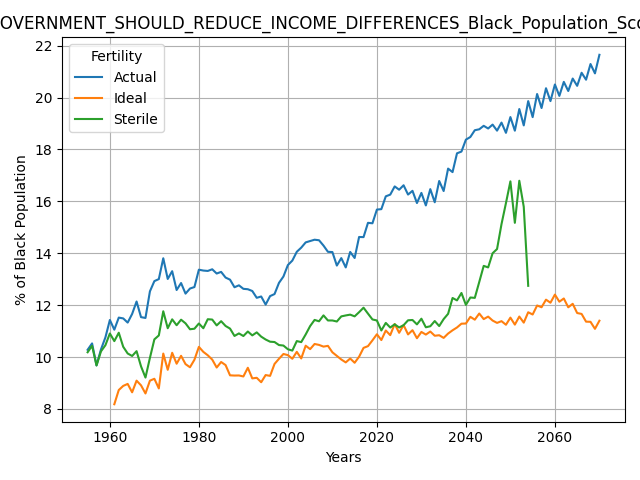 OVERNMENT_SHOULD_REDUCE_INCOME_DIFFERENCES_Black_Population_Sco
Fertility
Actual
Ideal
Sterile
22
20
18
16
14
12
10
8
% of Black Population
1960 1980 2000 2020 2040 2060
Years